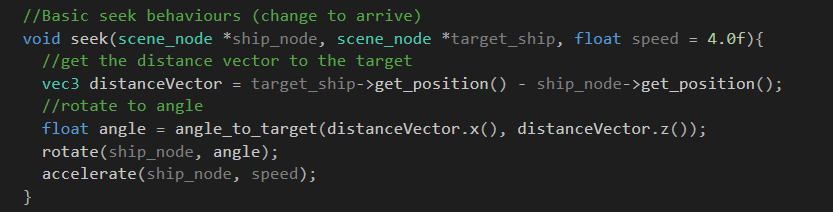 //Basic seek behaviours (change to arrive)
void seek(scene_node *ship_node, scene_node *target_ship, float speed = 4.0f){
  //get the distance vector to the target
  vec3 distanceVector = target_ship->get_position() - ship_node->get_position();
  //rotate to angle
  float angle = angle_to_target(distanceVector.x(), distanceVector.z());
  rotate(ship_node, angle);
  accelerate(ship_node, speed);
}